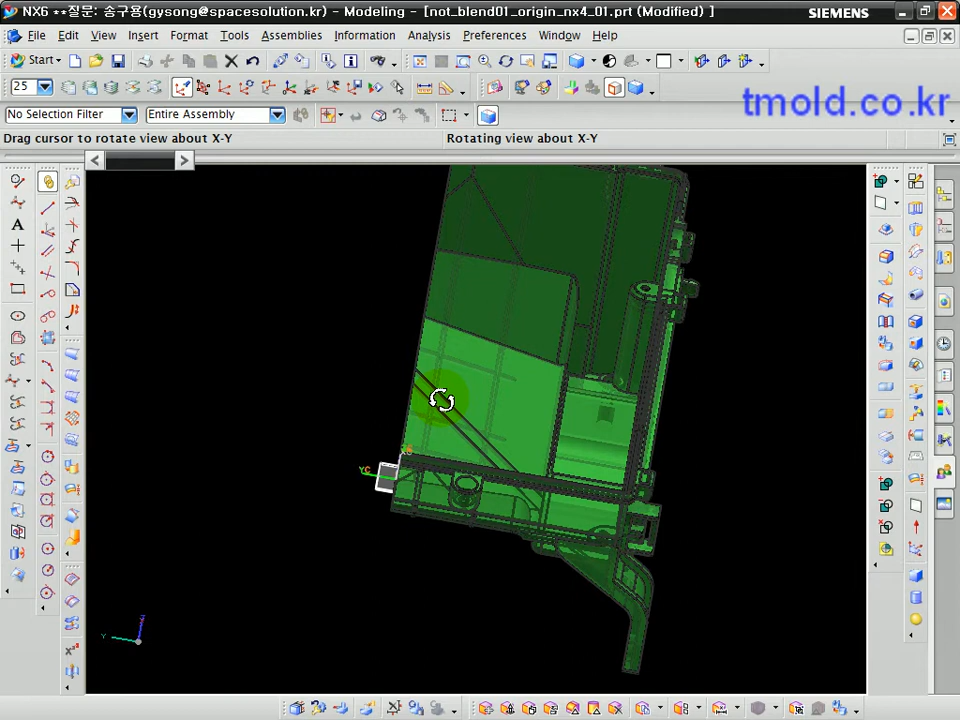 NX6 **질문: 송구용(gysong@spacesolution.kr) - Modeling - [not_blend01_origin_nx4_01.prt (Modified) ]
SIEMENS
File Edit View Insert Format Tools Assemblies Information Analysis Preferences Window Help
Start
25
tmold.co.kr
No Selection Filter Entire Assembly
Drag cursor to rotate view about X-Y Rotating view about X-Y
A
YC
Y
Z